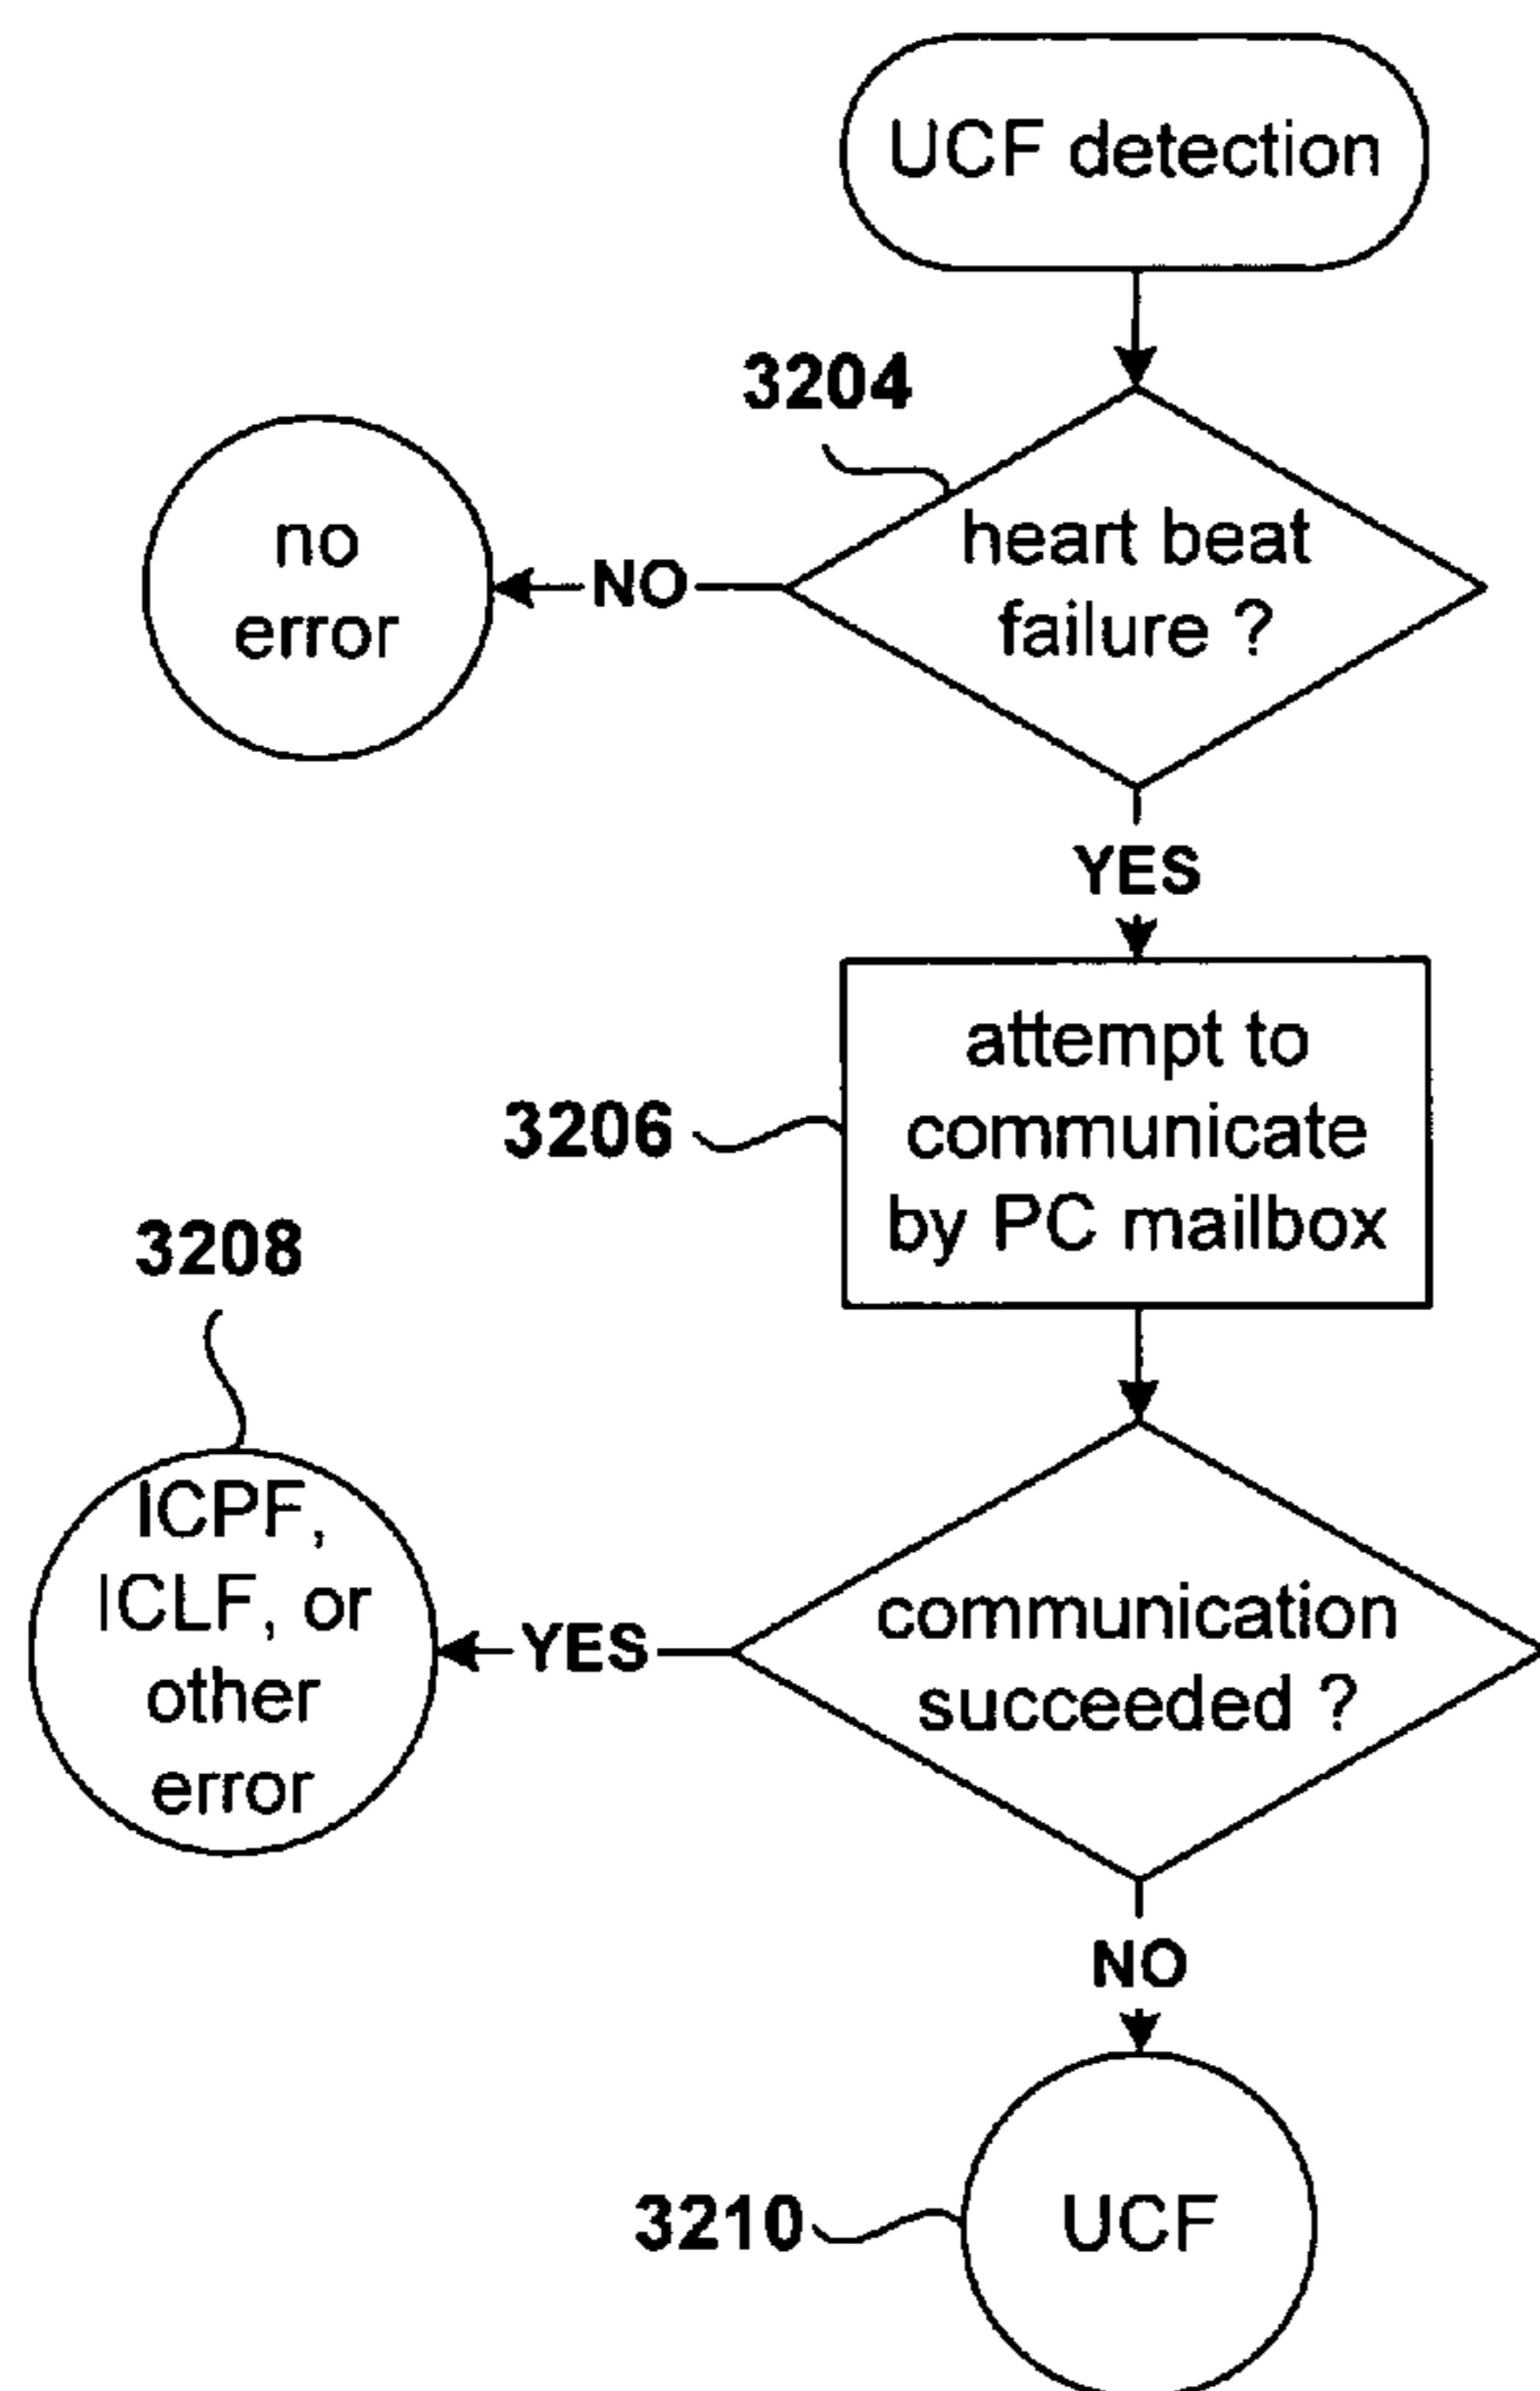 UCF detection
3204
heart beat
failure ?
NO
no
error
YES
attempt to
communicate
by PC mailbox
3206
3208
communication
succeeded ?
YES
ICPF,
ICLF, or
other
error
NO
3210
UCF